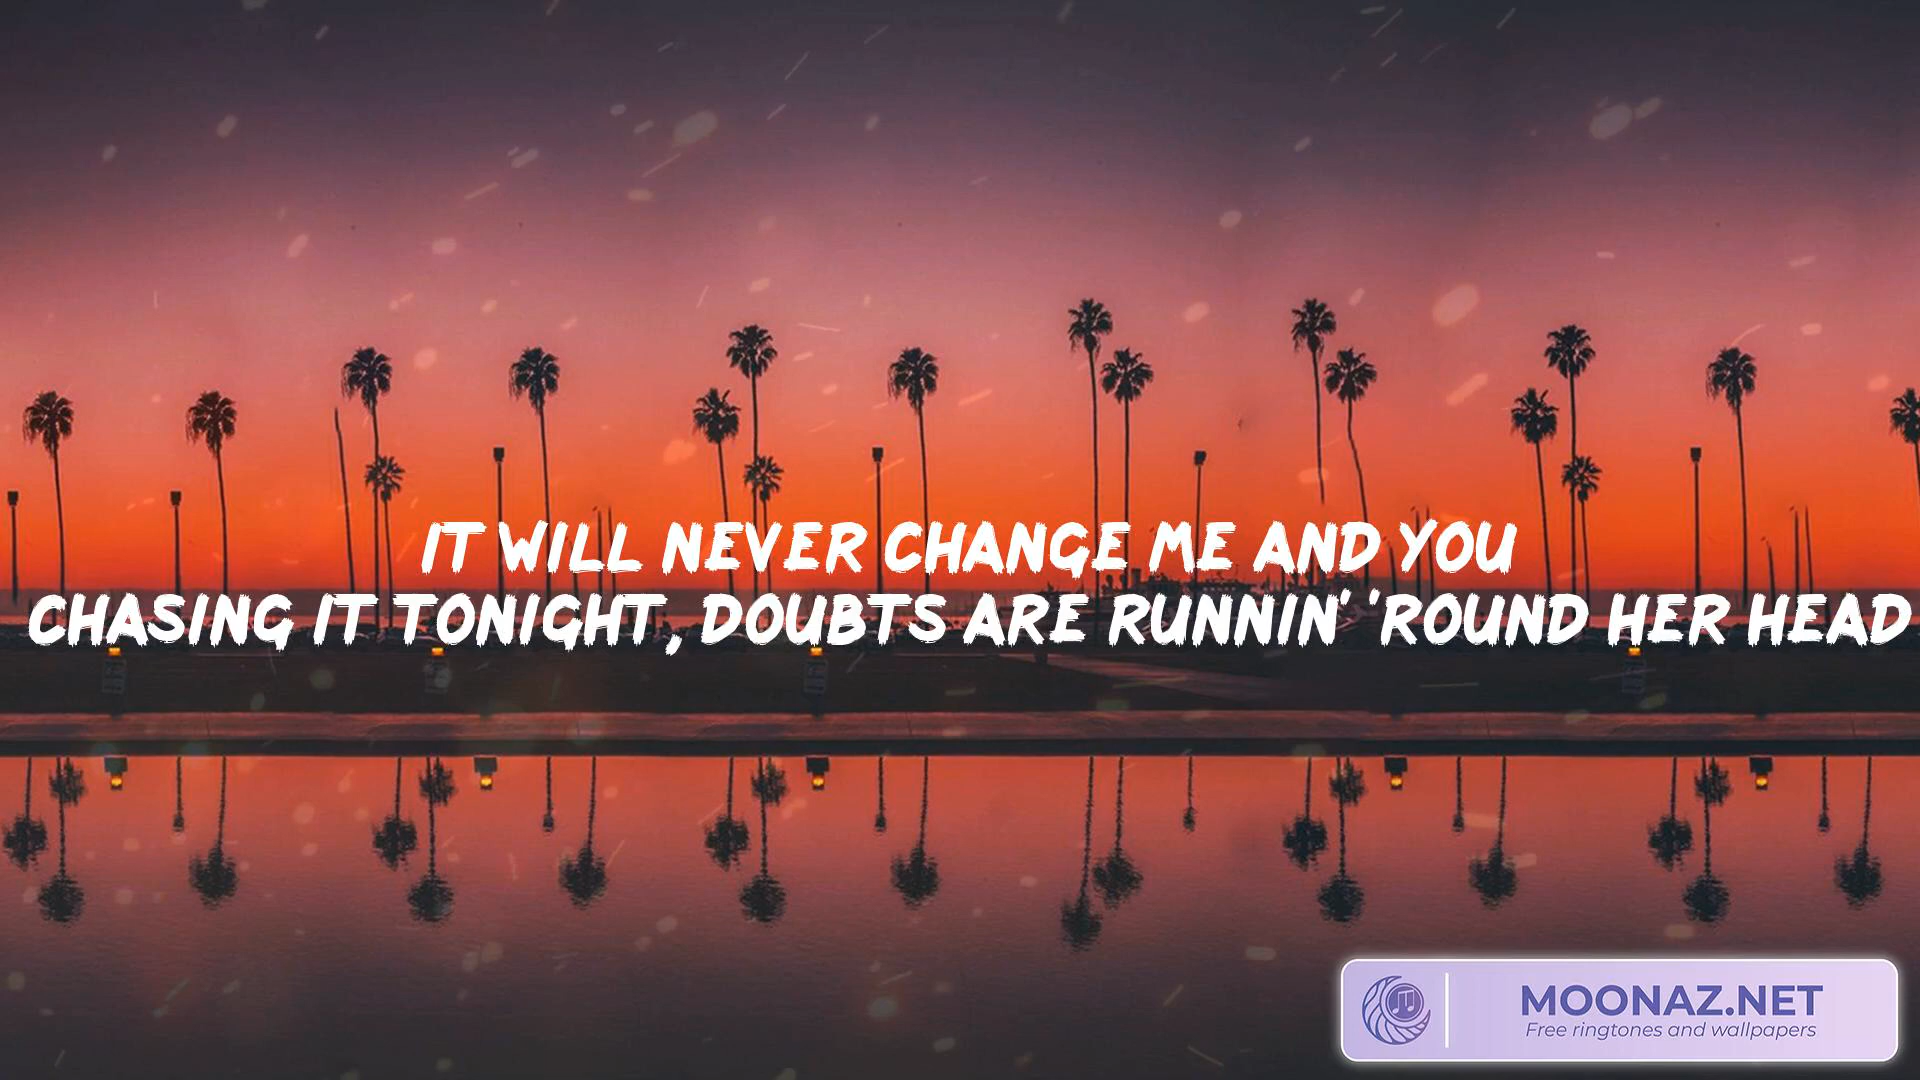 IT WILL NEVER CHANGE ME AND YOU
CHASING IT TONIGHT, DOUBTS ARE RUNNIN' 'ROUND HER HEAD
MOONAZ.NET
Free ringtones and wallpapers